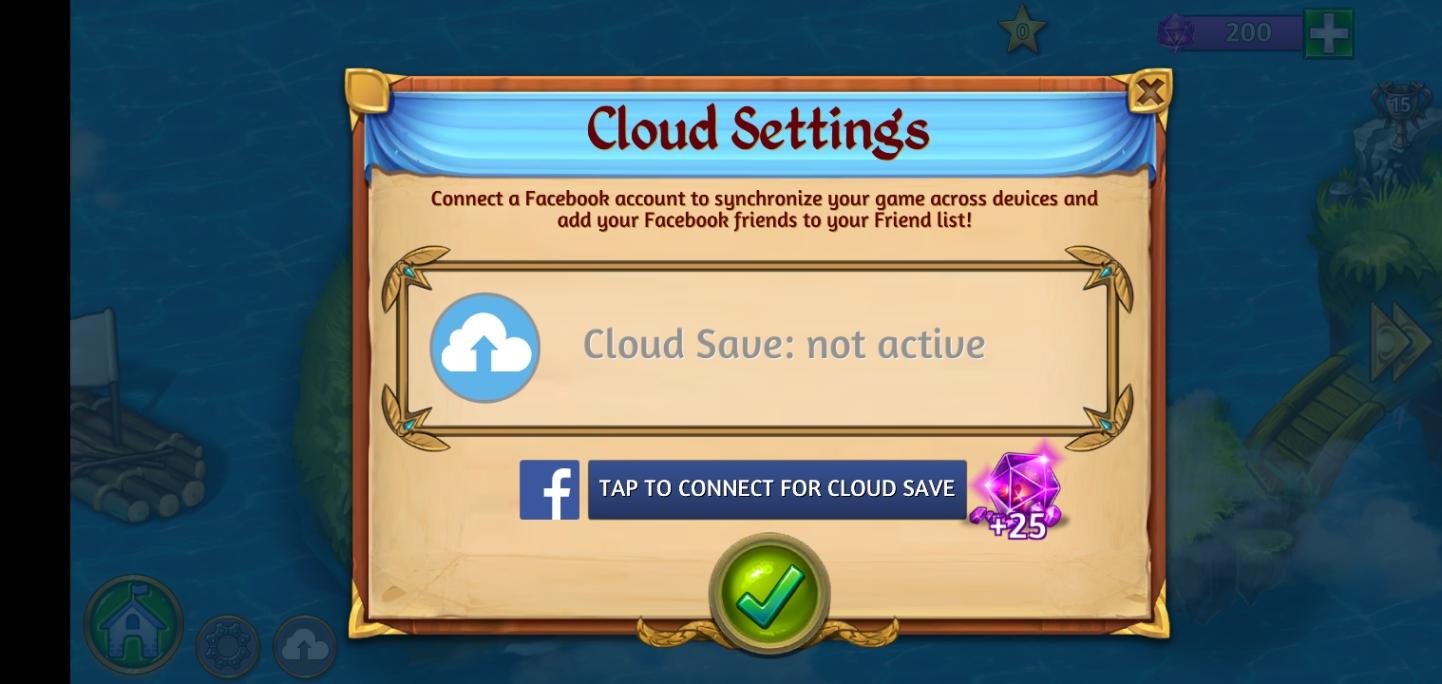 0
200
15
Cloud Settings
Connect a Facebook account to synchronize your game across devices and
add your Facebook friends to your Friend list!
Cloud Save: not active
f
TAP TO CONNECT FOR CLOUD SAVE
+25